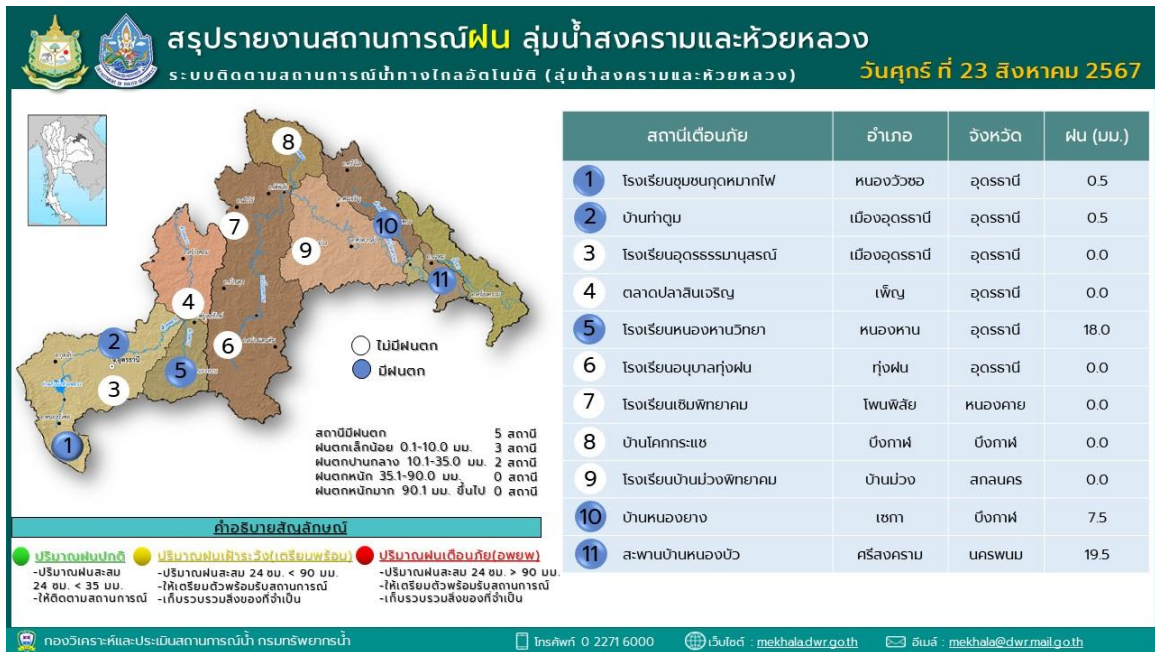 สรุปรายงานสถานการณ์ฝน ลุ่มน้ำสงครามและห้วยหลวง
ระบบติดตามสถานการณ์น้ำทางไกลอัตโนมัติ (ลุ่มน้ำสงครามและห้วยหลวง)
วันศุกร์ ที่ 23 สิงหาคม 2567
8
7
10
9
11
4
2
6
5
3
1
จ.อุดรธานี
ไม่มีฝนตก
มีฝนตก
สถานีมีฝนตก 5 สถานี
ฝนตกเล็กน้อย 0.1-10.0 มม. 3 สถานี
ฝนตกปานกลาง 10.1-35.0 มม. 2 สถานี
ฝนตกหนัก 35.1-90.0 มม. 0 สถานี
ฝนตกหนักมาก 90.1 มม. ขึ้นไป 0 สถานี
คำอธิบายสัญลักษณ์
ปริมาณฝนปกติ
-ปริมาณฝนสะสม
24 ชม. < 35 มม.
-ให้ติดตามสถานการณ์
ปริมาณฝนเฝ้าระวัง(เตรียมพร้อม)
-ปริมาณฝนสะสม 24 ชม. < 90 มม.
-ให้เตรียมตัวพร้อมรับสถานการณ์
-เก็บรวบรวมสิ่งของที่จำเป็น
ปริมาณฝนเตือนภัย(อพยพ)
-ปริมาณฝนสะสม 24 ชม. > 90 มม.
-ให้เตรียมตัวพร้อมรับสถานการณ์
-เก็บรวบรวมสิ่งของที่จำเป็น
สถานีเตือนภัย อำเภอ จังหวัด ฝน (มม.)
1 โรงเรียนชุมชนกุดหมากไฟ หนองวัวซอ อุดรธานี 0.5
2 บ้านท่าตูม เมืองอุดรธานี อุดรธานี 0.5
3 โรงเรียนอุดรธรรมานุสรณ์ เมืองอุดรธานี อุดรธานี 0.0
4 ตลาดปลาสินเจริญ เพ็ญ อุดรธานี 0.0
5 โรงเรียนหนองหานวิทยา หนองหาน อุดรธานี 18.0
6 โรงเรียนอนุบาลทุ่งฝน ทุ่งฝน อุดรธานี 0.0
7 โรงเรียนเซิมพิทยาคม โพนพิสัย หนองคาย 0.0
8 บ้านโคกกระแซ บึงกาฬ บึงกาฬ 0.0
9 โรงเรียนบ้านม่วงพิทยาคม บ้านม่วง สกลนคร 0.0
10 บ้านหนองยาง เซกา บึงกาฬ 7.5
11 สะพานบ้านหนองบัว ศรีสงคราม นครพนม 19.5
กองวิเคราะห์และประเมินสถานการณ์น้ำ กรมทรัพยากรน้ำ
โทรศัพท์ 0 2271 6000
เว็บไซต์ : mekhala.dwr.go.th
อีเมล์ : mekhala@dwr.mail.go.th